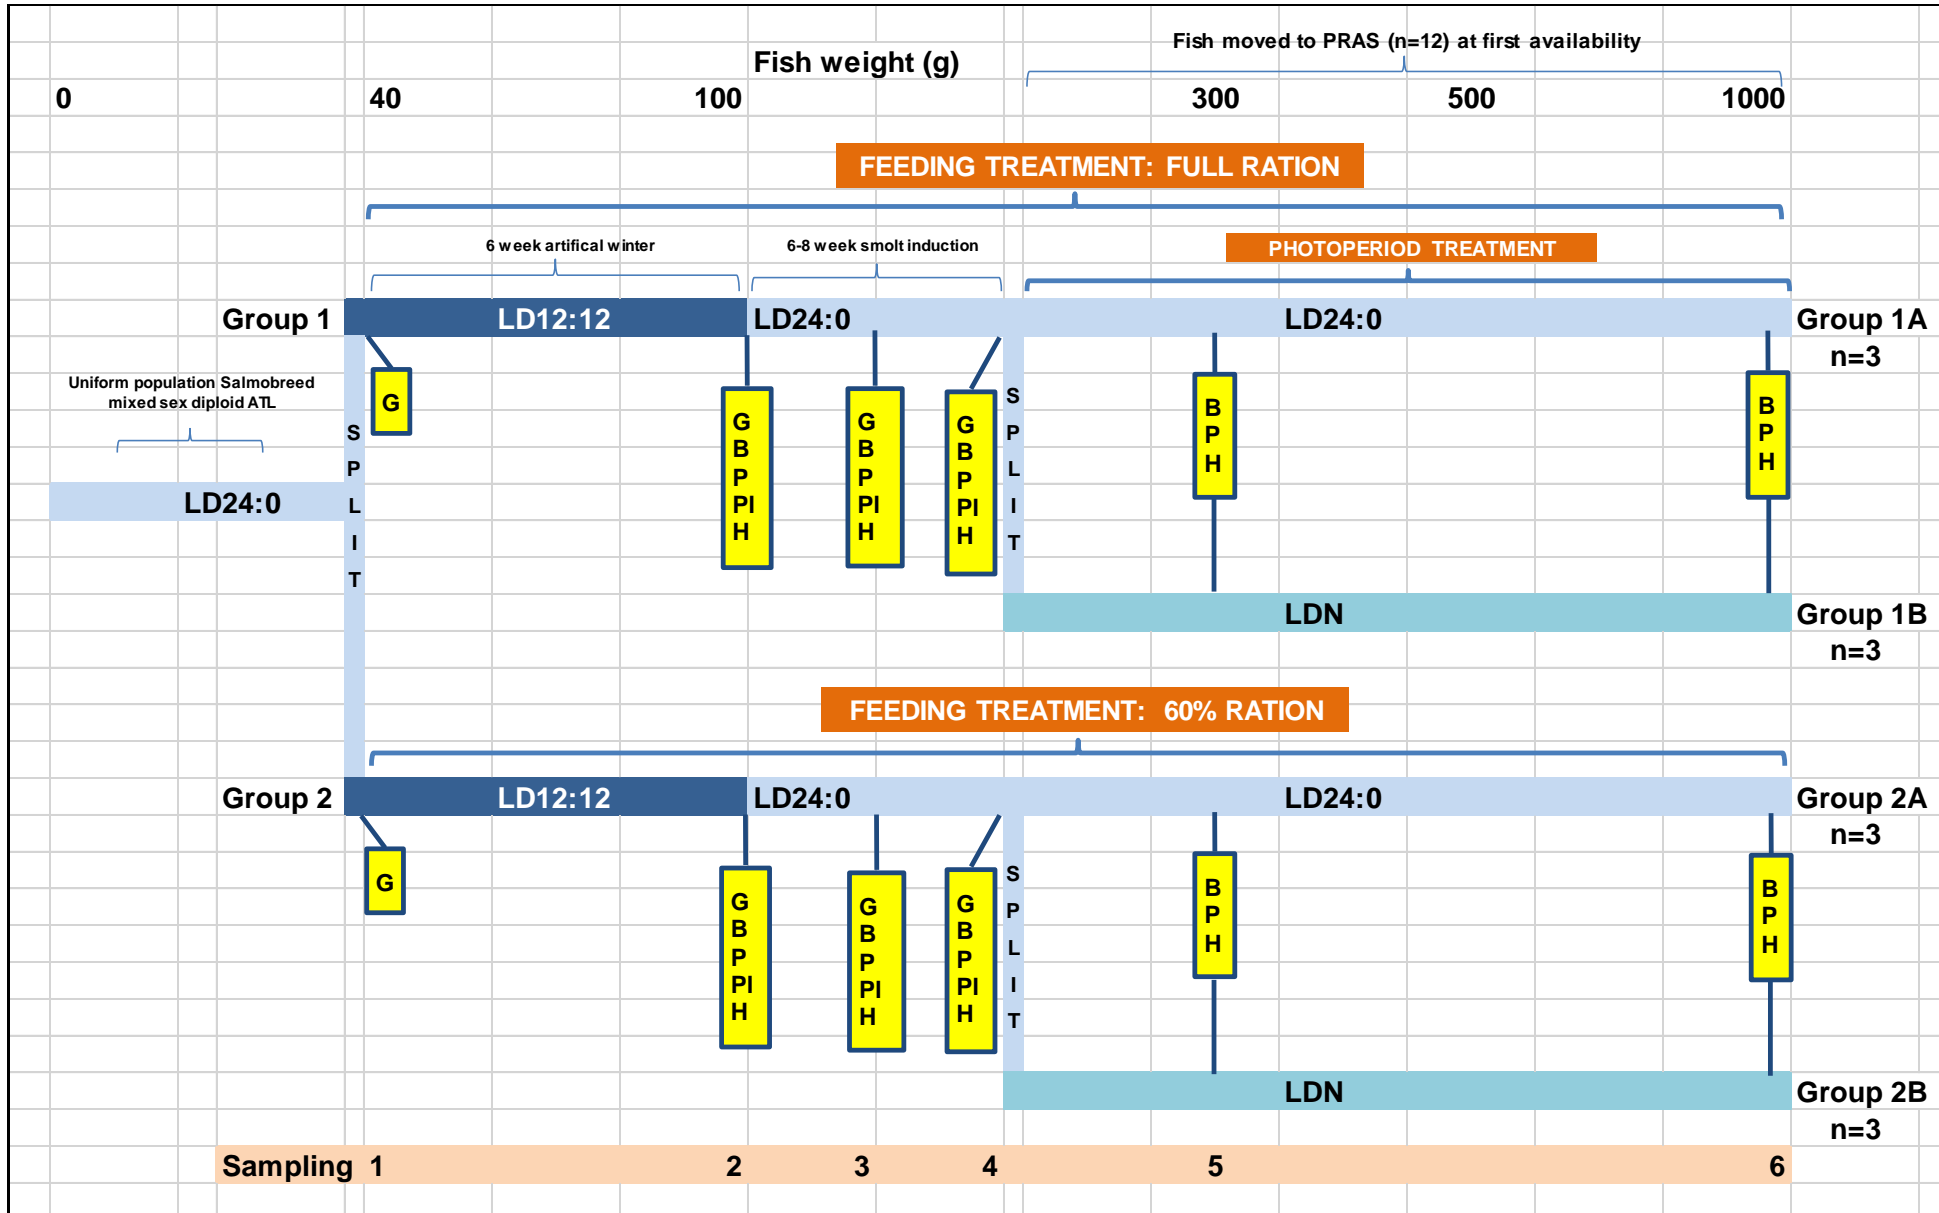 Fish moved to PRAS (n=12) at first availability
Fish weight (g)
0 40 100 300 500 1000
FEEDING TREATMENT: FULL RATION
6 week artifical winter
6-8 week smolt induction
PHOTOPERIOD TREATMENT
Group 1
LD12:12
LD24:0
LD24:0
Group 1A
n=3
Uniform population Salmobreed
mixed sex diploid ATL
LD24:0
S
P
L
I
T
G
G
B
P
PI
H
G
B
P
PI
H
G
B
P
PI
H
S
P
L
I
T
B
P
H
B
P
H
LDN
Group 1B
n=3
FEEDING TREATMENT: 60% RATION
Group 2
LD12:12
LD24:0
LD24:0
Group 2A
n=3
G
G
B
P
PI
H
G
B
P
PI
H
G
B
P
PI
H
S
P
L
I
T
B
P
H
B
P
H
LDN
Group 2B
n=3
Sampling 1 2 3 4 5 6